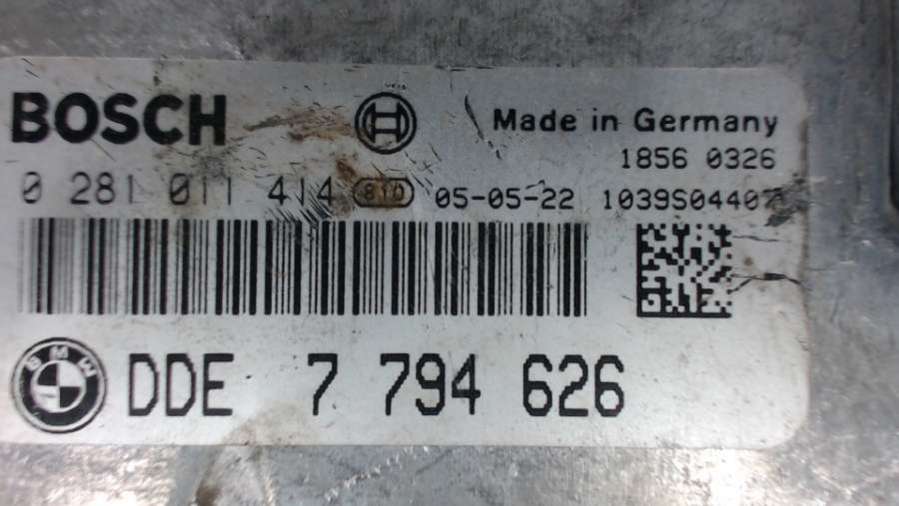 BOSCH
Made in Germany
1856 0326
0 281 011 414 810 05-05-22 1039S04407
BMW
DDE 7 794 626